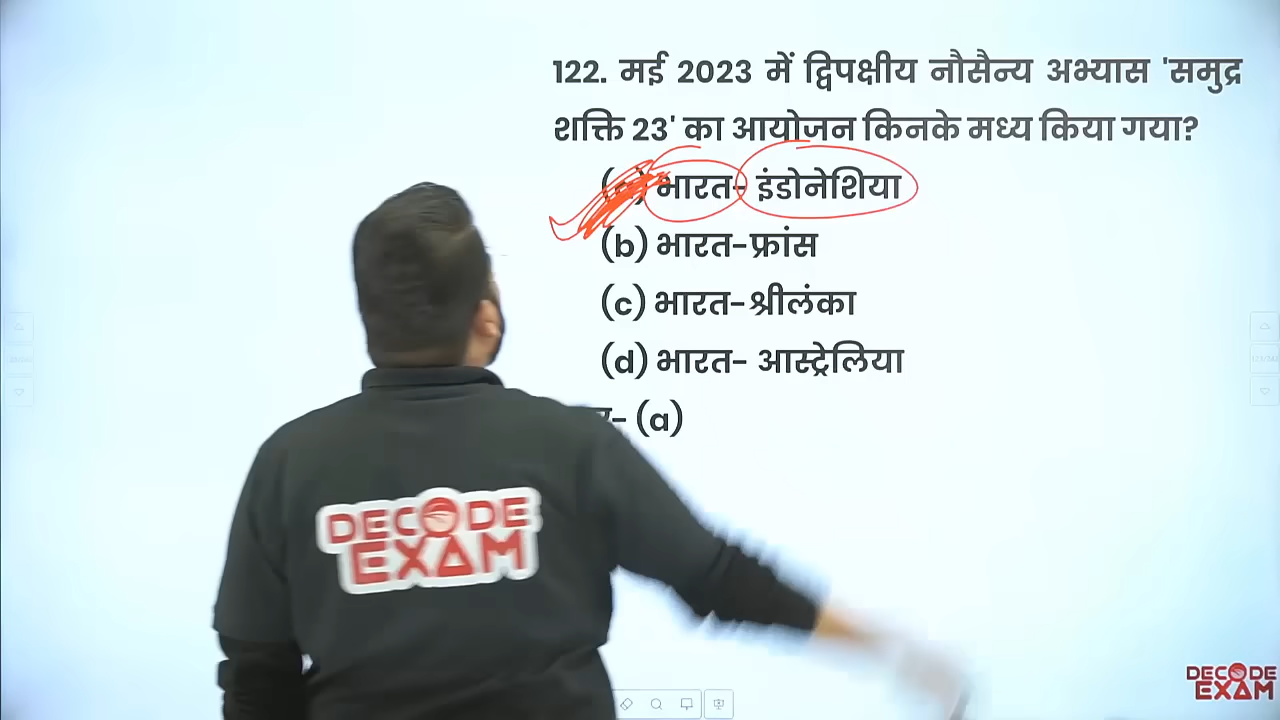 122. मई 2023 में द्विपक्षीय नौसैन्य अभ्यास 'समुद्र
शक्ति 23' का आयोजन किनके मध्य किया गया?
भारत- इंडोनेशिया
(b) भारत-फ्रांस
(c) भारत-श्रीलंका
(d) भारत- आस्ट्रेलिया
- (a)
DECODE
EXAM
DECODE
EXAM